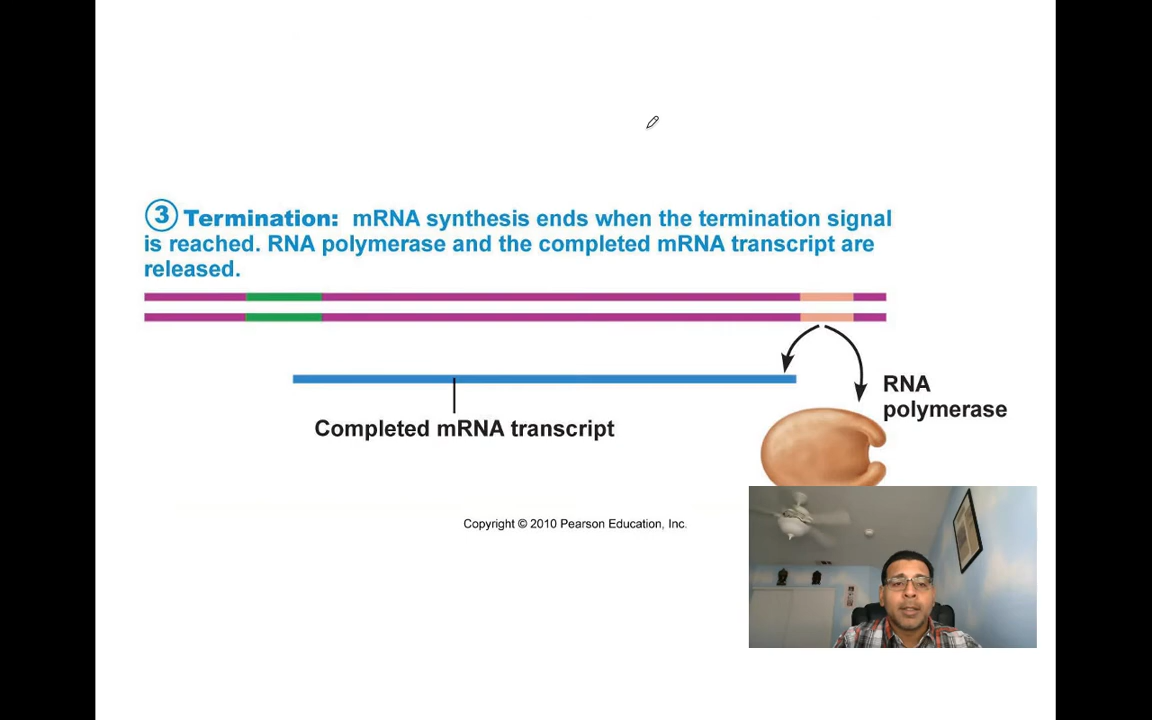 3 Termination: mRNA synthesis ends when the termination signal
is reached. RNA polymerase and the completed mRNA transcript are
released.
RNA
polymerase
Completed mRNA transcript
Copyright © 2010 Pearson Education, Inc.